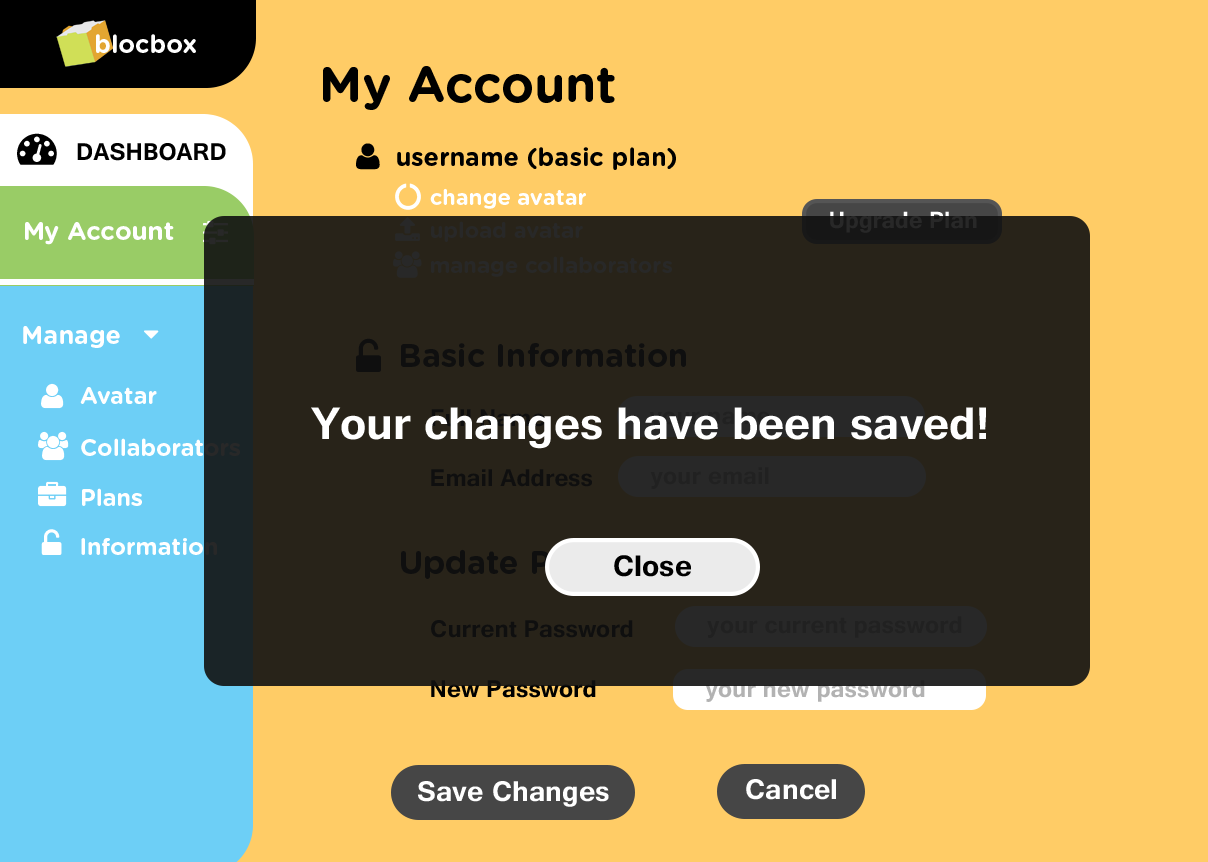 blocbox
My Account
DASHBOARD
username (basic plan)
change avatar
My Account
Upgrade Plan
upload avatar
manage collaborators
Manage
Basic Information
Avatar
Full Name
Your changes have been saved!
Collaborators
Email Address
your email
Plans
Information
Update
Close
Current Password
your current password
New Password
your new password
Save Changes
Cancel